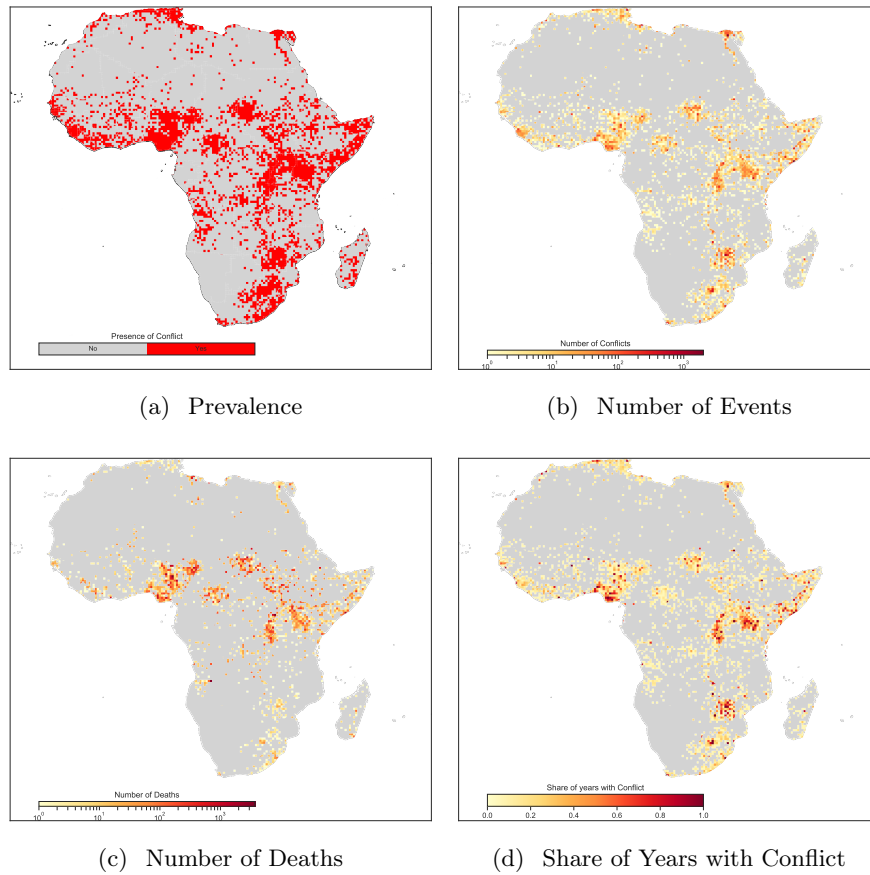 Presence of Conflict
No Yes
(a) Prevalence
Number of Conflicts
10⁰ 10¹ 10² 10³
(b) Number of Events
Number of Deaths
10⁰ 10¹ 10² 10³
(c) Number of Deaths
Share of years with Conflict
0.0 0.2 0.4 0.6 0.8 1.0
(d) Share of Years with Conflict